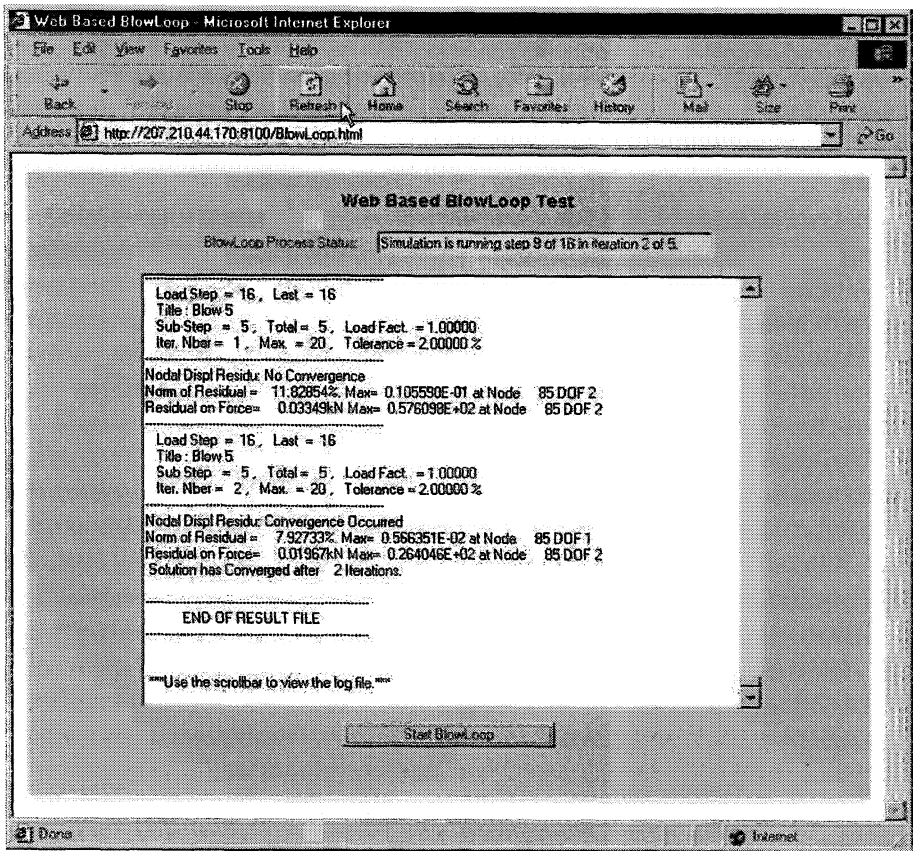 Web Based BlowLoop - Microsoft Internet Explorer
File Edit View Favorites Tools Help
Back Stop Refresh Home Search Favorites History Mail Size Print
Address http://207.210.44.170:8100/BlowLoop.html Go
Web Based BlowLoop Test
BlowLoop Process Status: Simulation is running step 9 of 16 in iteration 2 of 5.
Load Step = 16, Last = 16
Title : Blow 5
Sub Step = 5, Total = 5, Load Fact. = 1.00000
Iter. Nber = 1, Max. = 20, Tolerance = 2.00000 %
Nodal Displ Residu: No Convergence
Norm of Residual = 11.82854%. Max= 0.105590E-01 at Node 85 DOF 2
Residual on Force= 0.03349kN Max= 0.576098E+02 at Node 85 DOF 2
Load Step = 16, Last = 16
Title : Blow 5
Sub Step = 5, Total = 5, Load Fact. = 1.00000
Iter. Nber = 2, Max. = 20, Tolerance = 2.00000 %
Nodal Displ Residu: Convergence Occurred
Norm of Residual = 7.92733%. Max= 0.566351E-02 at Node 85 DOF 1
Residual on Force= 0.01967kN Max= 0.264046E+02 at Node 85 DOF 2
Solution has Converged after 2 Iterations.
END OF RESULT FILE
***Use the scrollbar to view the log file.***
Start BlowLoop
Done Internet